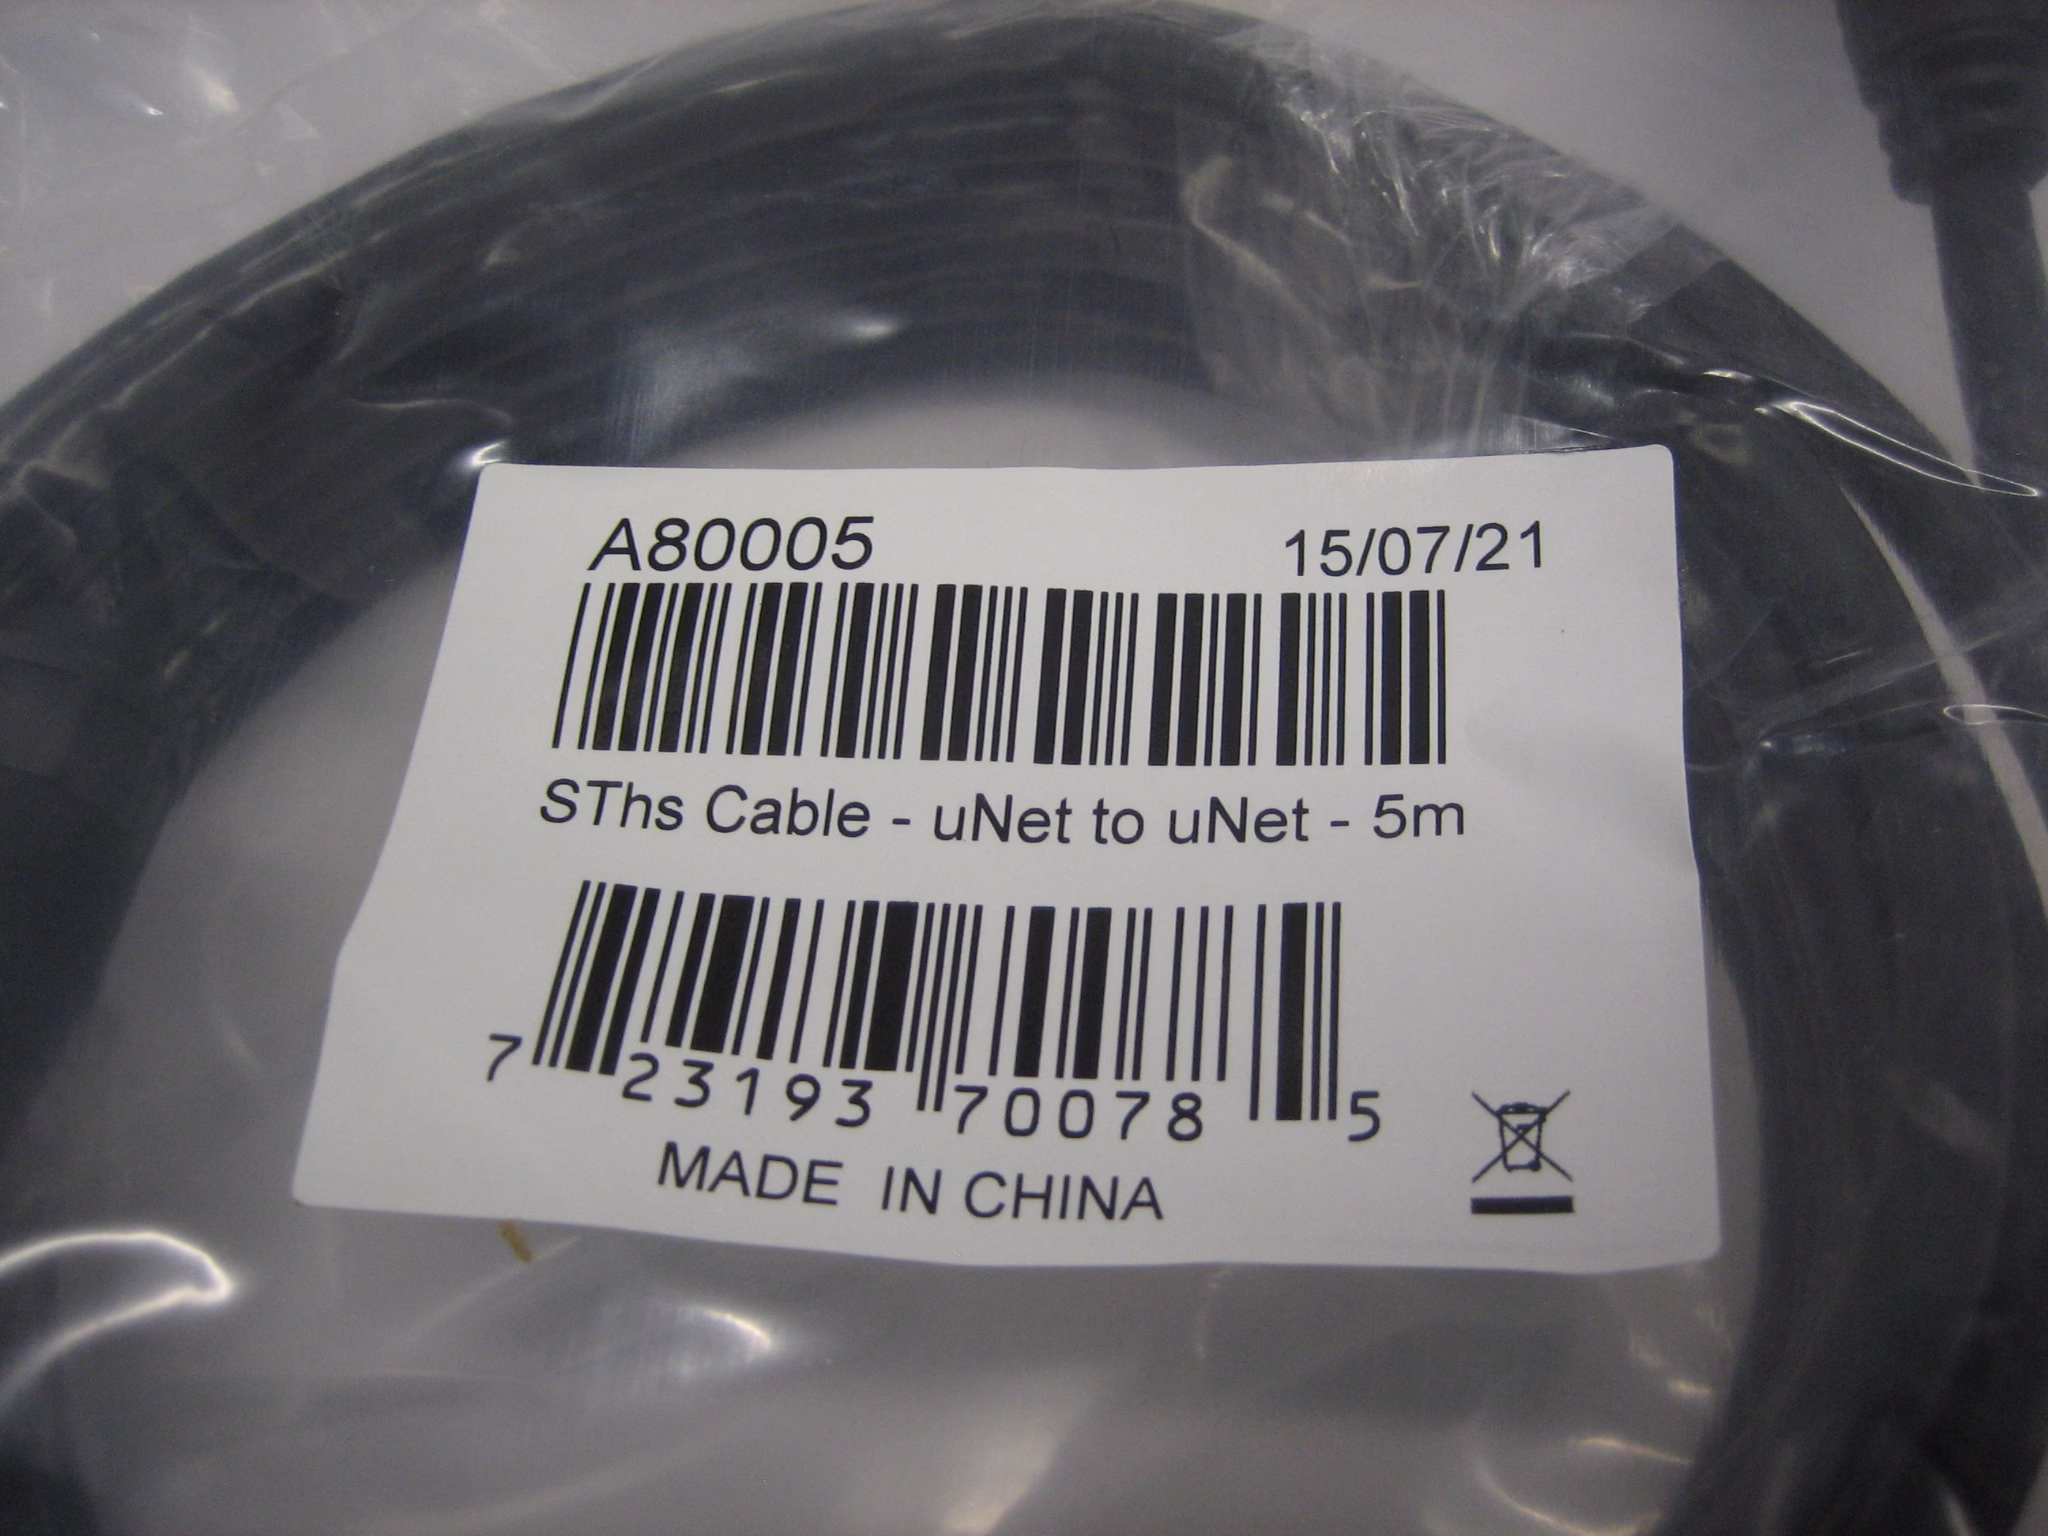 A80005 15/07/21
SThs Cable - uNet to uNet - 5m
7 23193 70078 5
MADE IN CHINA